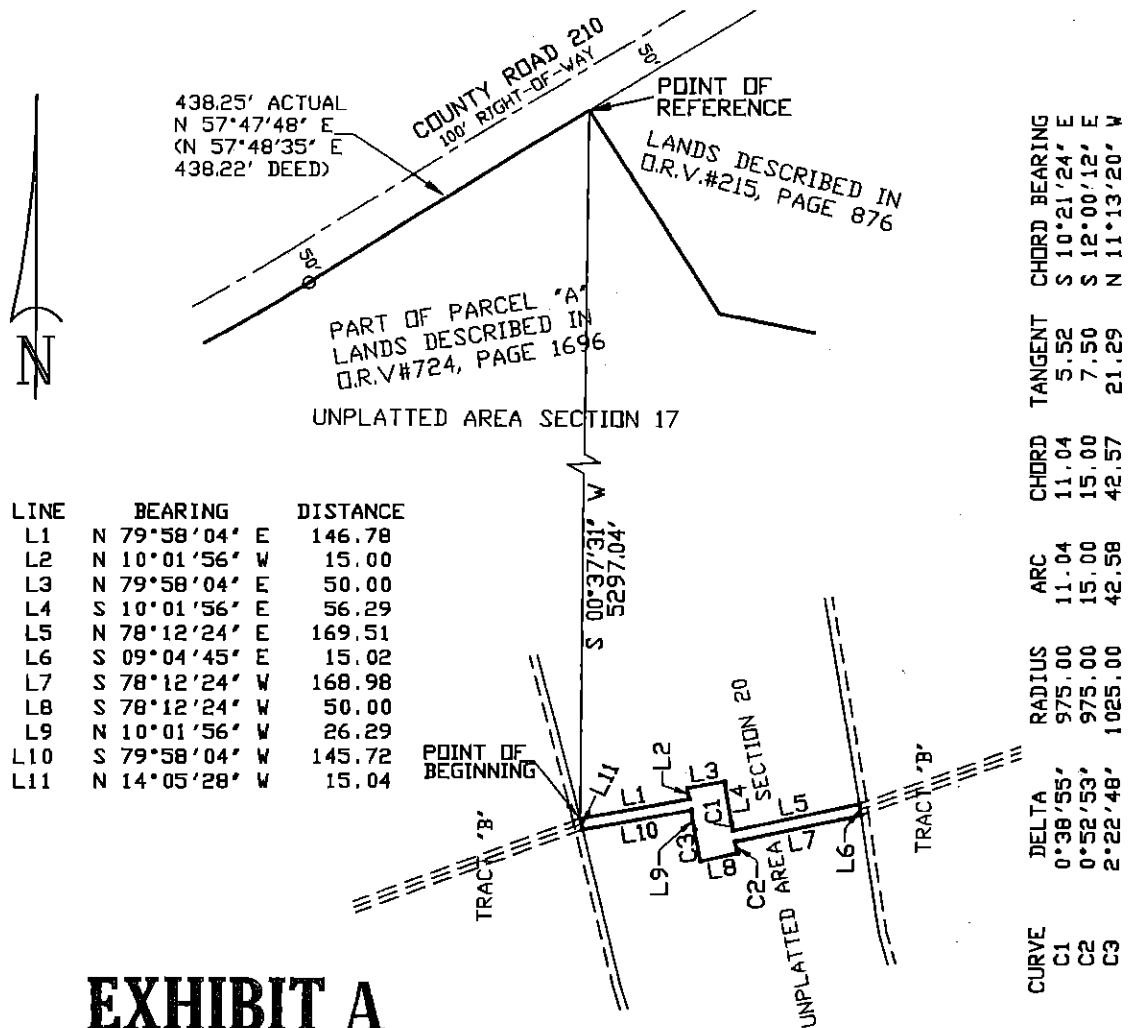 COUNTY ROAD 210
100' RIGHT-OF-WAY
50'
POINT OF
REFERENCE
438.25' ACTUAL
N 57°47'48" E
(N 57°48'35" E
438.22' DEED)
LANDS DESCRIBED IN
O.R.V.#215, PAGE 876
50'
N
PART OF PARCEL "A"
LANDS DESCRIBED IN
O.R.V#724, PAGE 1696
UNPLATTED AREA SECTION 17
S 00°37'31" W
5297.04'
LINE BEARING DISTANCE
L1 N 79°58'04" E 146.78
L2 N 10°01'56" W 15.00
L3 N 79°58'04" E 50.00
L4 S 10°01'56" E 56.29
L5 N 78°12'24" E 169.51
L6 S 09°04'45" E 15.02
L7 S 78°12'24" W 168.98
L8 S 78°12'24" W 50.00
L9 N 10°01'56" W 26.29
L10 S 79°58'04" W 145.72
L11 N 14°05'28" W 15.04
POINT OF
BEGINNING
L11
L1
L10
L2
L3
L4
C1
L9
C3
L8
C2
L5
L7
L6
SECTION 20
UNPLATTED AREA
TRACT "B"
TRACT "B"
CURVE DELTA RADIUS ARC CHORD TANGENT CHORD BEARING
C1 0°38'55" 975.00 11.04 11.04 5.52 S 10°21'24" E
C2 0°52'53" 975.00 15.00 15.00 7.50 S 12°00'12" E
C3 2°22'48" 1025.00 42.58 42.57 21.29 N 11°13'20" W
EXHIBIT A